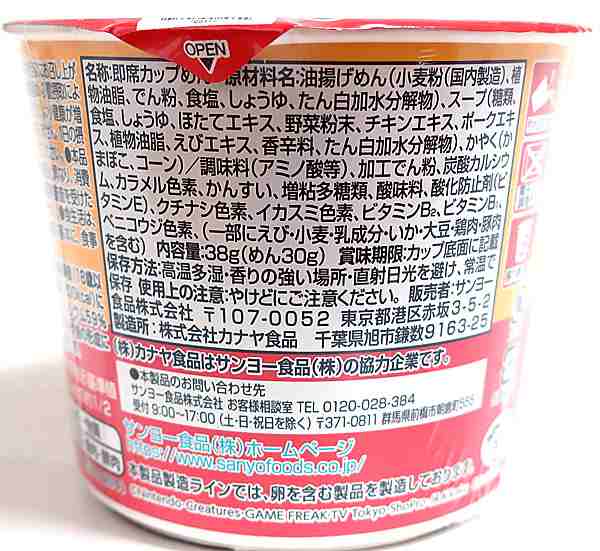 OPEN
名称:即席カップめん 原材料名:油揚げめん(小麦粉(国内製造)、植
物油脂、でん粉、食塩、しょうゆ、たん白加水分解物)、スープ(糖類、
食塩、しょうゆ、ほたてエキス、野菜粉末、チキンエキス、ポークエキ
ス、植物油脂、えびエキス、香辛料、たん白加水分解物)、かやく(か
まぼこ、コーン)/調味料(アミノ酸等)、加工でん粉、炭酸カルシウ
ム、カラメル色素、かんすい、増粘多糖類、酸味料、酸化防止剤(ビ
タミンE)、クチナシ色素、イカスミ色素、ビタミンB₂、ビタミンB₁、
ベニコウジ色素、(一部にえび・小麦・乳成分・いか・大豆・鶏肉・豚肉
を含む) 内容量:38g(めん30g) 賞味期限:カップ底面に記載
保存方法:高温多湿・香りの強い場所・直射日光を避け、常温で
保存 使用上の注意:やけどにご注意ください。 販売者:サンヨー
食品株式会社 〒107-0052 東京都港区赤坂3-5-2
製造所:株式会社カナヤ食品 千葉県旭市鎌数9163-25
(株)カナヤ食品はサンヨー食品(株)の協力企業です。
●本製品のお問い合わせ先
サンヨー食品株式会社 お客様相談室 TEL 0120-028-384
受付 9:00~17:00 (土・日・祝日を除く) 〒371-0811 群馬県前橋市朝倉町555
サンヨー食品(株)ホームページ
https://www.sanyofoods.co.jp/
本製品製造ラインでは、卵を含む製品を製造しております。
©Nintendo・Creatures・GAME FREAK・TV Tokyo・ShoPro